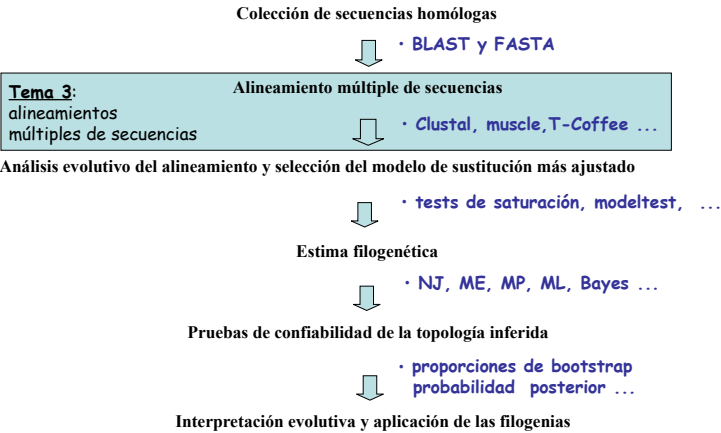 Colección de secuencias homólogas
· BLAST y FASTA
Tema 3:
alineamientos
múltiples de secuencias
Alineamiento múltiple de secuencias
· Clustal, muscle,T-Coffee ...
Análisis evolutivo del alineamiento y selección del modelo de sustitución más ajustado
· tests de saturación, modeltest, ...
Estima filogenética
· NJ, ME, MP, ML, Bayes ...
Pruebas de confiabilidad de la topología inferida
· proporciones de bootstrap
probabilidad posterior ...
Interpretación evolutiva y aplicación de las filogenias